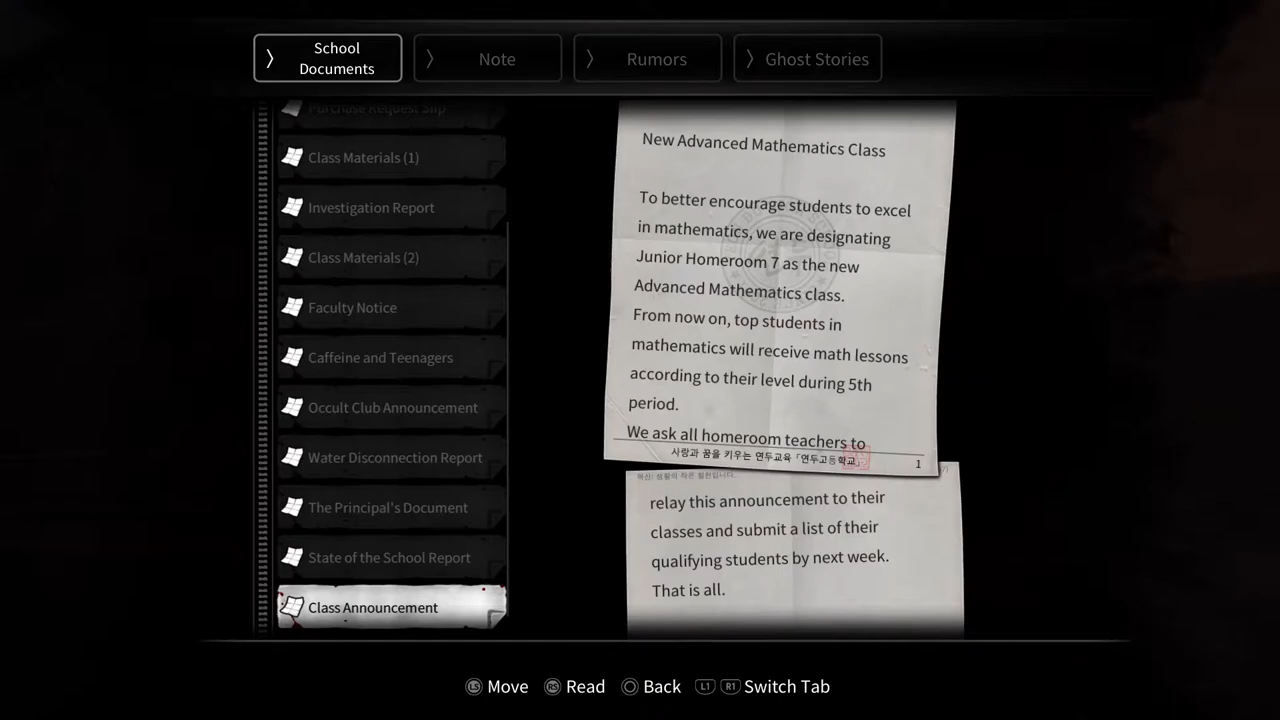 School
Documents
Note
Rumors
Ghost Stories
Purchase Request Slip
Class Materials (1)
Investigation Report
Class Materials (2)
Faculty Notice
Caffeine and Teenagers
Occult Club Announcement
Water Disconnection Report
The Principal's Document
State of the School Report
Class Announcement
New Advanced Mathematics Class
To better encourage students to excel
in mathematics, we are designating
Junior Homeroom 7 as the new
Advanced Mathematics class.
From now on, top students in
mathematics will receive math lessons
according to their level during 5th
period.
We ask all homeroom teachers to
사랑과 꿈을 키우는 연두교육 「연두고등학교」
1
relay this announcement to their
classes and submit a list of their
qualifying students by next week.
That is all.
LS Move
RS Read
Back
L1 R1 Switch Tab